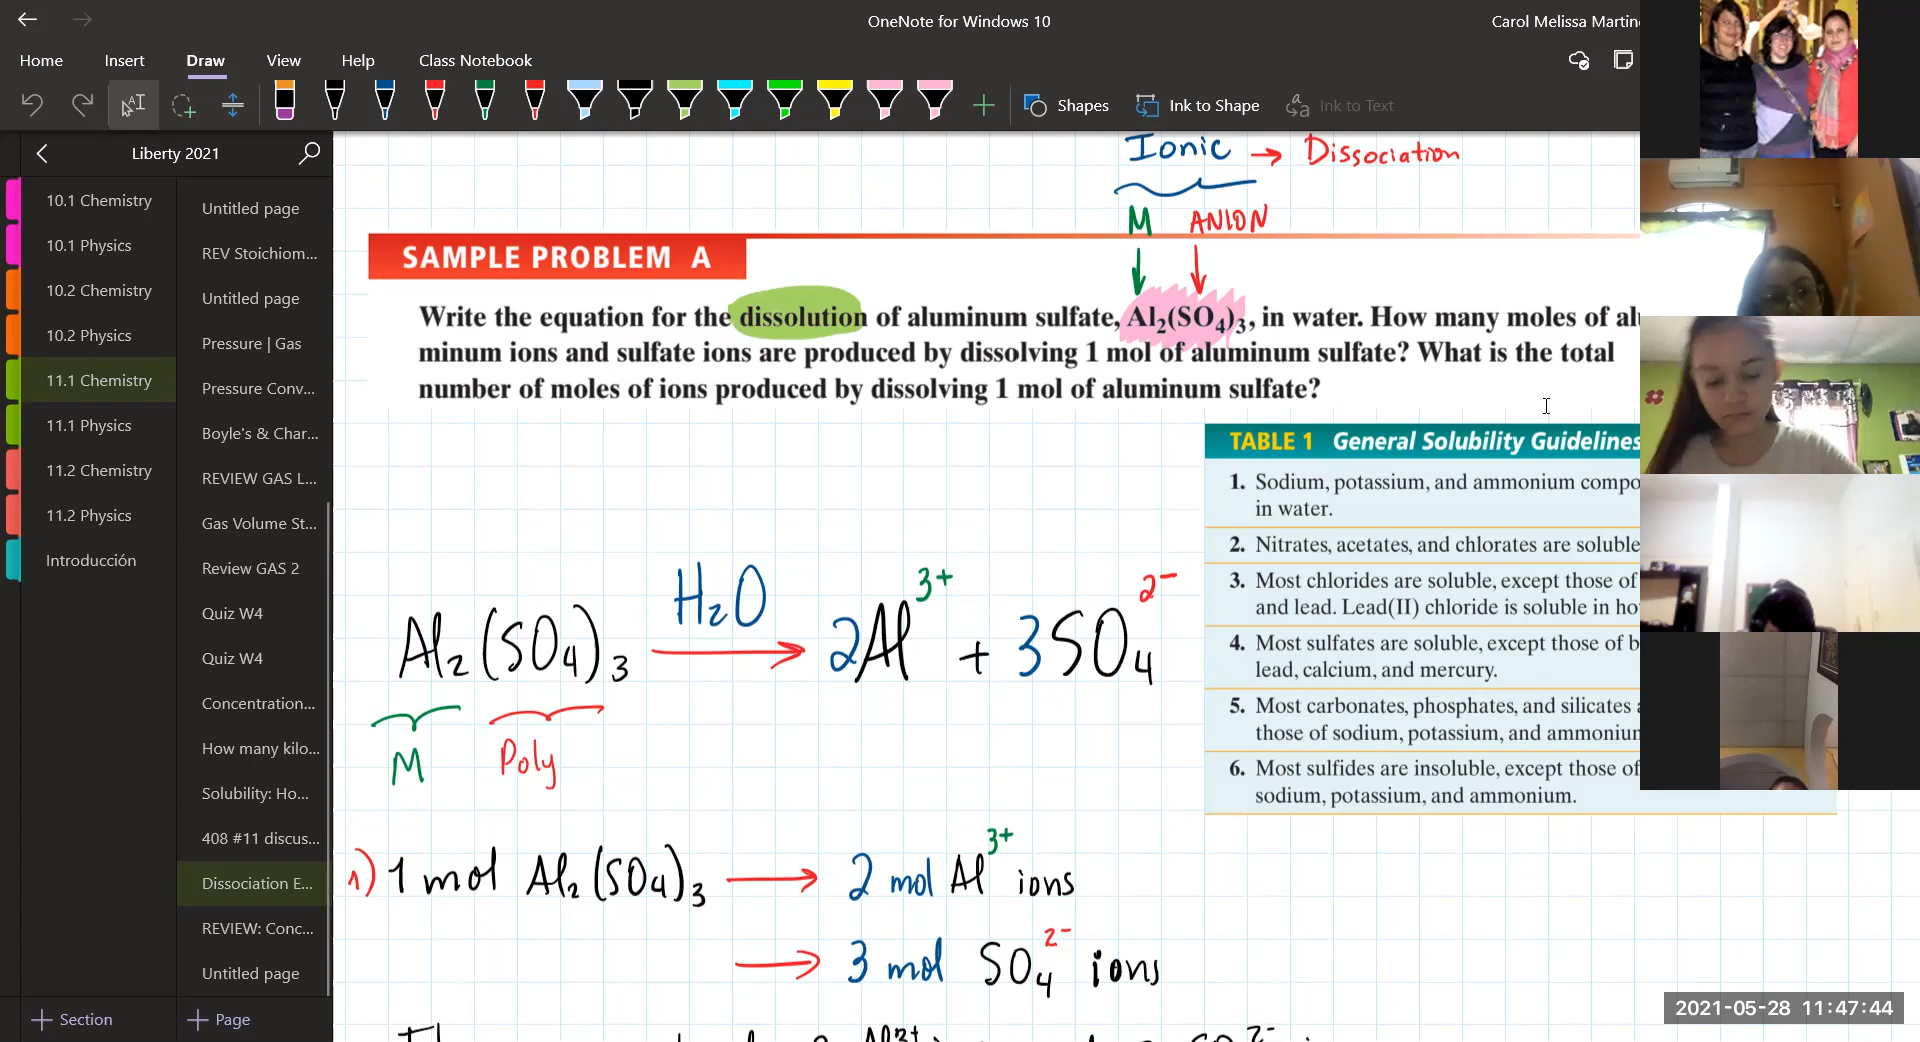 OneNote for Windows 10
Carol Melissa Martin
Home Insert Draw View Help Class Notebook
Shapes Ink to Shape Ink to Text
Liberty 2021
10.1 Chemistry
10.1 Physics
10.2 Chemistry
10.2 Physics
11.1 Chemistry
11.1 Physics
11.2 Chemistry
11.2 Physics
Introducción
Untitled page
REV Stoichiom...
Untitled page
Pressure | Gas
Pressure Conv...
Boyle's & Char...
REVIEW GAS L...
Gas Volume St...
Review GAS 2
Quiz W4
Quiz W4
Concentration...
How many kilo...
Solubility: Ho...
408 #11 discus...
Dissociation E...
REVIEW: Conc...
Untitled page
Section
Page
Ionic → Dissociation
M ANION
SAMPLE PROBLEM A
Write the equation for the dissolution of aluminum sulfate, Al₂(SO₄)₃, in water. How many moles of alu
minum ions and sulfate ions are produced by dissolving 1 mol of aluminum sulfate? What is the total
number of moles of ions produced by dissolving 1 mol of aluminum sulfate?
TABLE 1 General Solubility Guidelines
1. Sodium, potassium, and ammonium compo
in water.
2. Nitrates, acetates, and chlorates are soluble
3. Most chlorides are soluble, except those of
and lead. Lead(II) chloride is soluble in ho
4. Most sulfates are soluble, except those of b
lead, calcium, and mercury.
5. Most carbonates, phosphates, and silicates a
those of sodium, potassium, and ammonium
6. Most sulfides are insoluble, except those of
sodium, potassium, and ammonium.
Al₂(SO₄)₃ H₂O → 2Al³⁺ + 3SO₄²⁻
M Poly
1) 1 mol Al₂(SO₄)₃ → 2 mol Al³⁺ ions
→ 3 mol SO₄²⁻ ions
2021-05-28 11:47:44